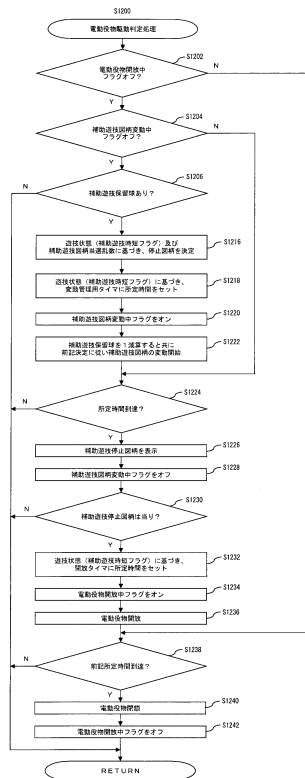 S1200
電動役物駆動判定処理
S1202
電動役物開放中
フラグオフ?
N
Y
S1204
補助遊技図柄変動中
フラグオフ?
N
Y
S1206
N
補助遊技保留球あり?
Y
S1216
遊技状態(補助遊技時短フラグ)及び
補助遊技図柄当選乱数に基づき、停止図柄を決定
S1218
遊技状態(補助遊技時短フラグ)に基づき、
変動管理用タイマに所定時間をセット
S1220
補助遊技図柄変動中フラグをオン
S1222
補助遊技保留球を1減算すると共に
前記決定に従い補助遊技図柄の変動開始
S1224
N
所定時間到達?
Y
S1226
補助遊技停止図柄を表示
S1228
補助遊技図柄変動中フラグをオフ
S1230
N
補助遊技停止図柄は当り?
Y
S1232
遊技状態(補助遊技時短フラグ)に基づき、
開放タイマに所定時間をセット
S1234
電動役物開放中フラグをオン
S1236
電動役物開放
S1238
N
前記所定時間到達?
Y
S1240
電動役物閉鎖
S1242
電動役物開放中フラグをオフ
RETURN